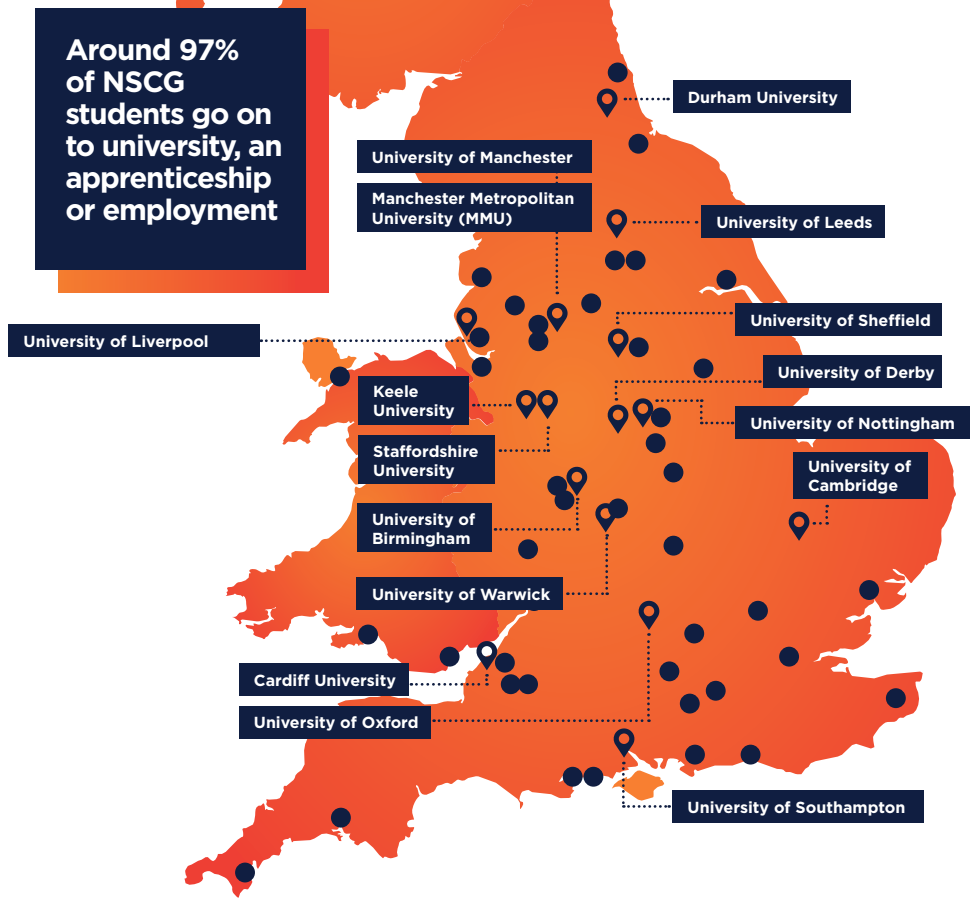 Around 97%
of NSCG
students go on
to university, an
apprenticeship
or employment
Durham University
University of Manchester
Manchester Metropolitan
University (MMU)
University of Leeds
University of Sheffield
University of Liverpool
University of Derby
Keele
University
University of Nottingham
Staffordshire
University
University of
Cambridge
University of
Birmingham
University of Warwick
Cardiff University
University of Oxford
University of Southampton